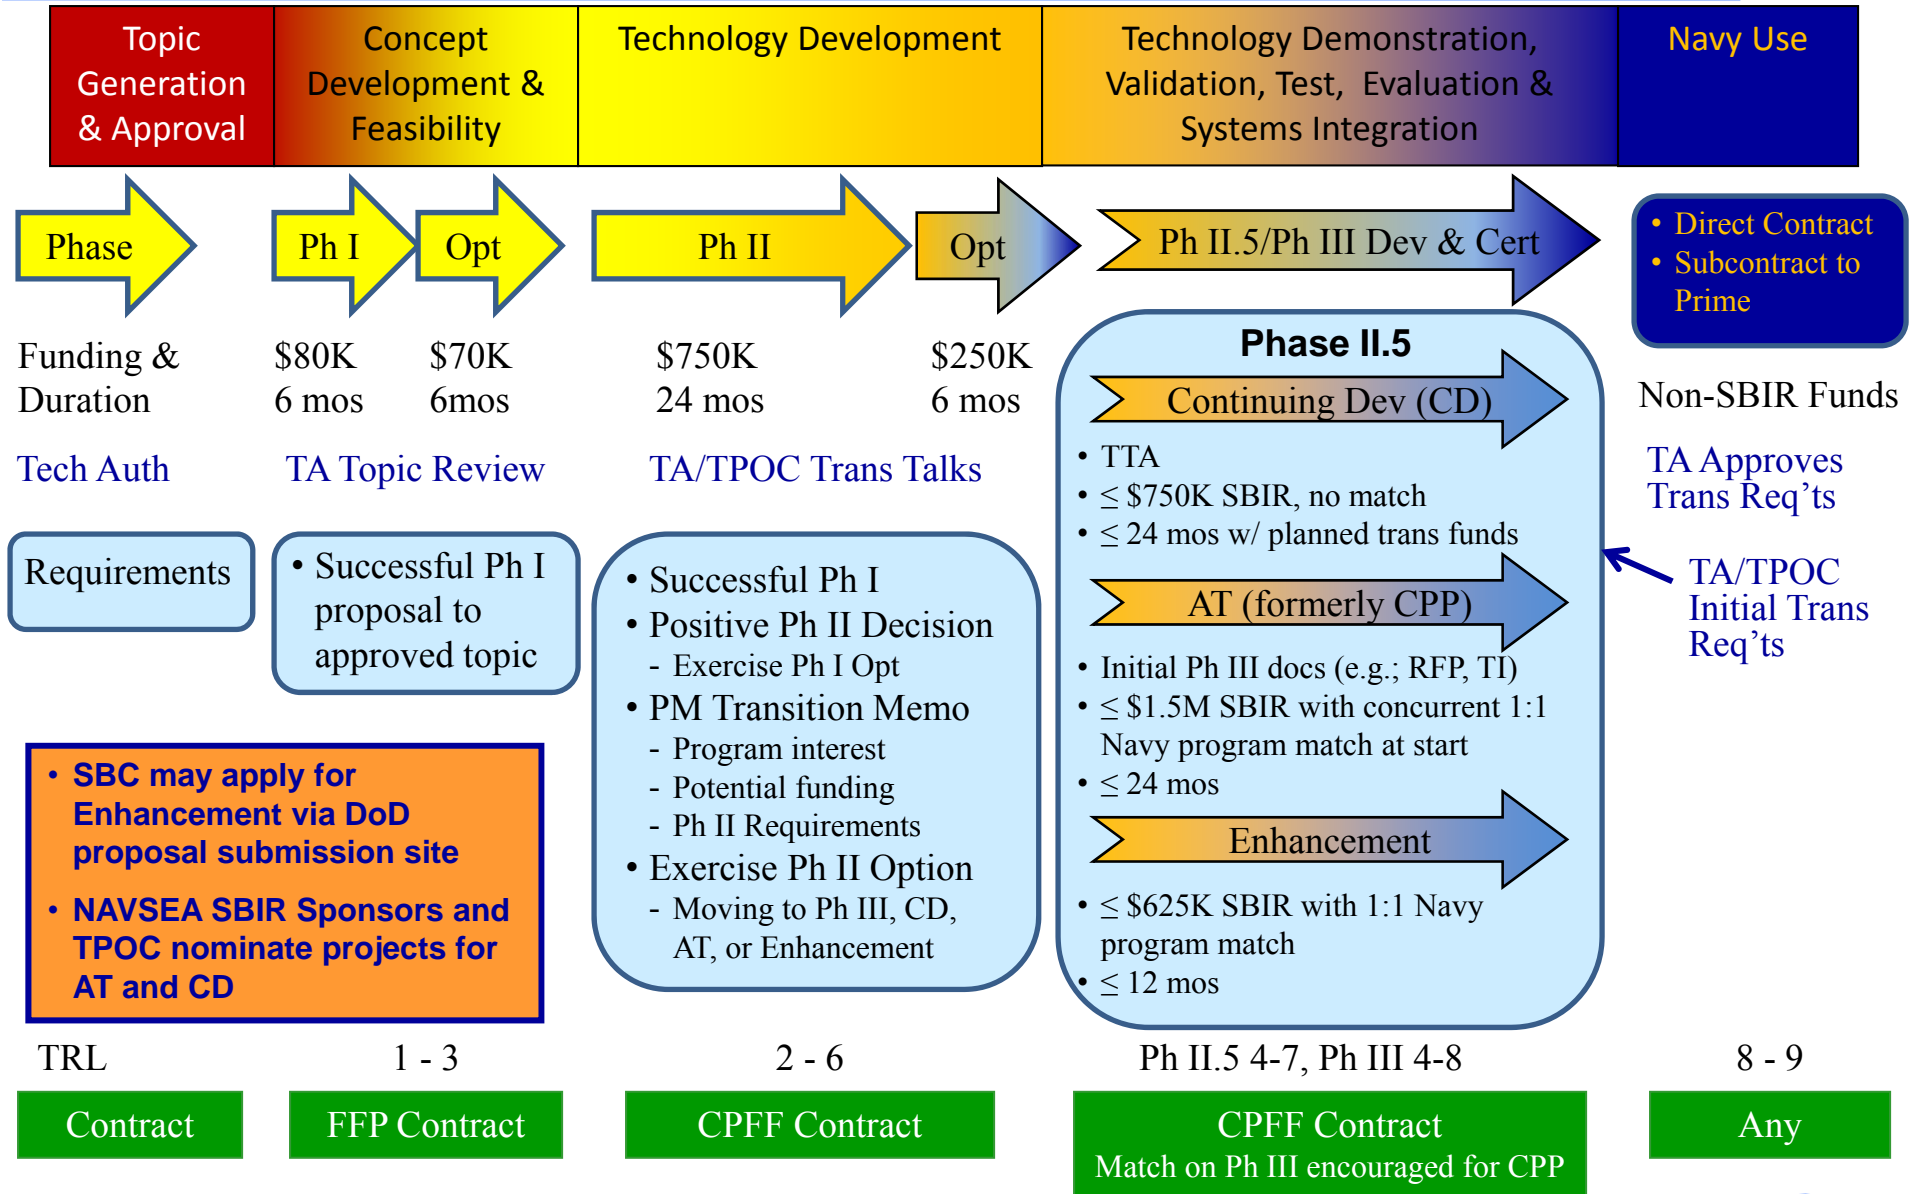 Topic
Generation
& Approval
Concept
Development &
Feasibility
Technology Development
Technology Demonstration,
Validation, Test, Evaluation &
Systems Integration
Navy Use
Phase
Ph I
Opt
Ph II
Opt
Ph II.5/Ph III Dev & Cert
• Direct Contract
• Subcontract to
Prime
Funding &
Duration
$80K
6 mos
$70K
6mos
$750K
24 mos
$250K
6 mos
Non-SBIR Funds
Tech Auth
TA Topic Review
TA/TPOC Trans Talks
TA Approves
Trans Req’ts
TA/TPOC
Initial Trans
Req’ts
Requirements
• Successful Ph I
proposal to
approved topic
• Successful Ph I
• Positive Ph II Decision
- Exercise Ph I Opt
• PM Transition Memo
- Program interest
- Potential funding
- Ph II Requirements
• Exercise Ph II Option
- Moving to Ph III, CD,
AT, or Enhancement
Phase II.5
Continuing Dev (CD)
• TTA
• ≤ $750K SBIR, no match
• ≤ 24 mos w/ planned trans funds
AT (formerly CPP)
• Initial Ph III docs (e.g.; RFP, TI)
• ≤ $1.5M SBIR with concurrent 1:1
Navy program match at start
• ≤ 24 mos
Enhancement
• ≤ $625K SBIR with 1:1 Navy
program match
• ≤ 12 mos
• SBC may apply for
Enhancement via DoD
proposal submission site
• NAVSEA SBIR Sponsors and
TPOC nominate projects for
AT and CD
TRL
1 - 3
2 - 6
Ph II.5 4-7, Ph III 4-8
8 - 9
Contract
FFP Contract
CPFF Contract
CPFF Contract
Match on Ph III encouraged for CPP
Any